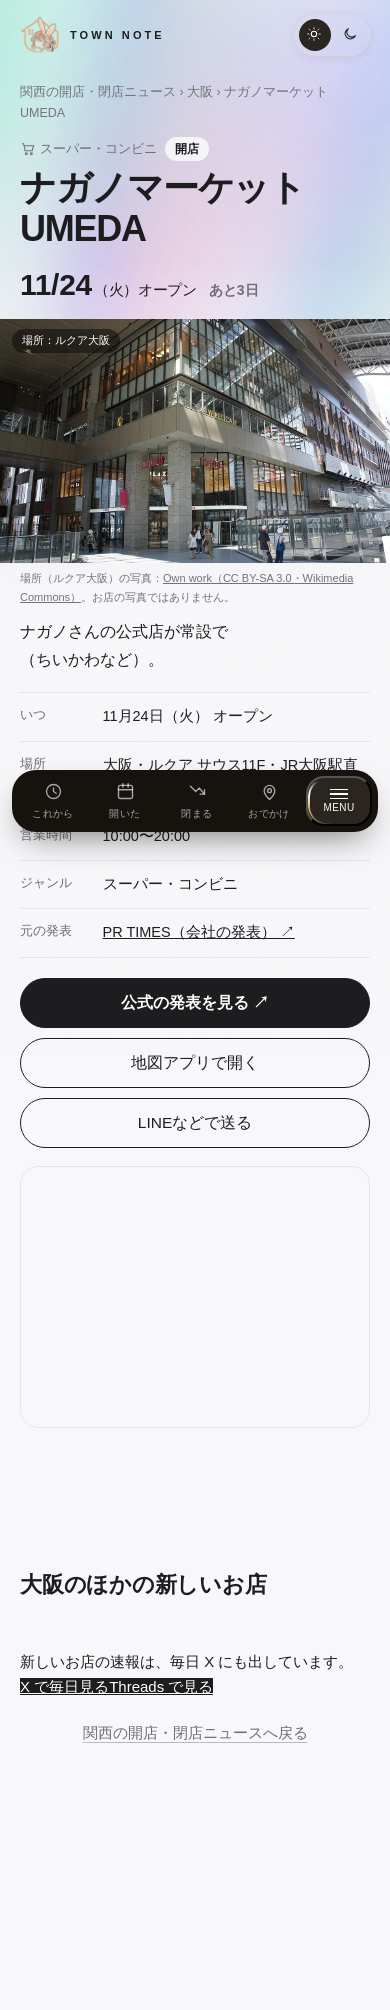 TOWN NOTE
関西の開店・閉店ニュース › 大阪 › ナガノマーケット
UMEDA
スーパー・コンビニ 開店
ナガノマーケット
UMEDA
11/24（火）オープン あと3日
場所：ルクア大阪
場所（ルクア大阪）の写真：Own work（CC BY-SA 3.0・Wikimedia
Commons）。お店の写真ではありません。
ナガノさんの公式店が常設で
（ちいかわなど）。
いつ 11月24日（火） オープン
場所 大阪・ルクア サウス11F・JR大阪駅直
これから 開いた 閉まる おでかけ MENU
営業時間 10:00〜20:00
ジャンル スーパー・コンビニ
元の発表 PR TIMES（会社の発表） ↗
公式の発表を見る ↗
地図アプリで開く
LINEなどで送る
大阪のほかの新しいお店
新しいお店の速報は、毎日 X にも出しています。
X で毎日見るThreads で見る
関西の開店・閉店ニュースへ戻る